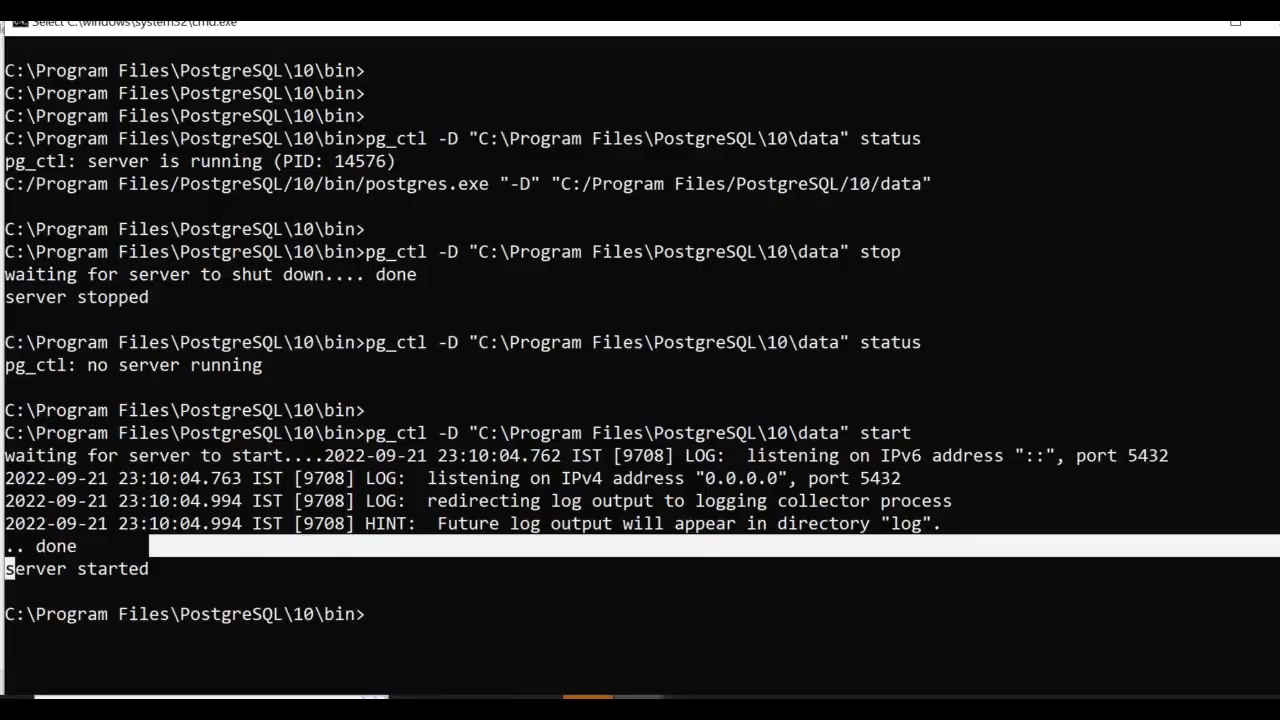 Select C:\windows\system32\cmd.exe
C:\Program Files\PostgreSQL\10\bin>
C:\Program Files\PostgreSQL\10\bin>
C:\Program Files\PostgreSQL\10\bin>
C:\Program Files\PostgreSQL\10\bin>pg_ctl -D "C:\Program Files\PostgreSQL\10\data" status
pg_ctl: server is running (PID: 14576)
C:/Program Files/PostgreSQL/10/bin/postgres.exe "-D" "C:/Program Files/PostgreSQL/10/data"
C:\Program Files\PostgreSQL\10\bin>
C:\Program Files\PostgreSQL\10\bin>pg_ctl -D "C:\Program Files\PostgreSQL\10\data" stop
waiting for server to shut down.... done
server stopped
C:\Program Files\PostgreSQL\10\bin>pg_ctl -D "C:\Program Files\PostgreSQL\10\data" status
pg_ctl: no server running
C:\Program Files\PostgreSQL\10\bin>
C:\Program Files\PostgreSQL\10\bin>pg_ctl -D "C:\Program Files\PostgreSQL\10\data" start
waiting for server to start....2022-09-21 23:10:04.762 IST [9708] LOG:  listening on IPv6 address "::", port 5432
2022-09-21 23:10:04.763 IST [9708] LOG:  listening on IPv4 address "0.0.0.0", port 5432
2022-09-21 23:10:04.994 IST [9708] LOG:  redirecting log output to logging collector process
2022-09-21 23:10:04.994 IST [9708] HINT:  Future log output will appear in directory "log".
.. done
server started
C:\Program Files\PostgreSQL\10\bin>